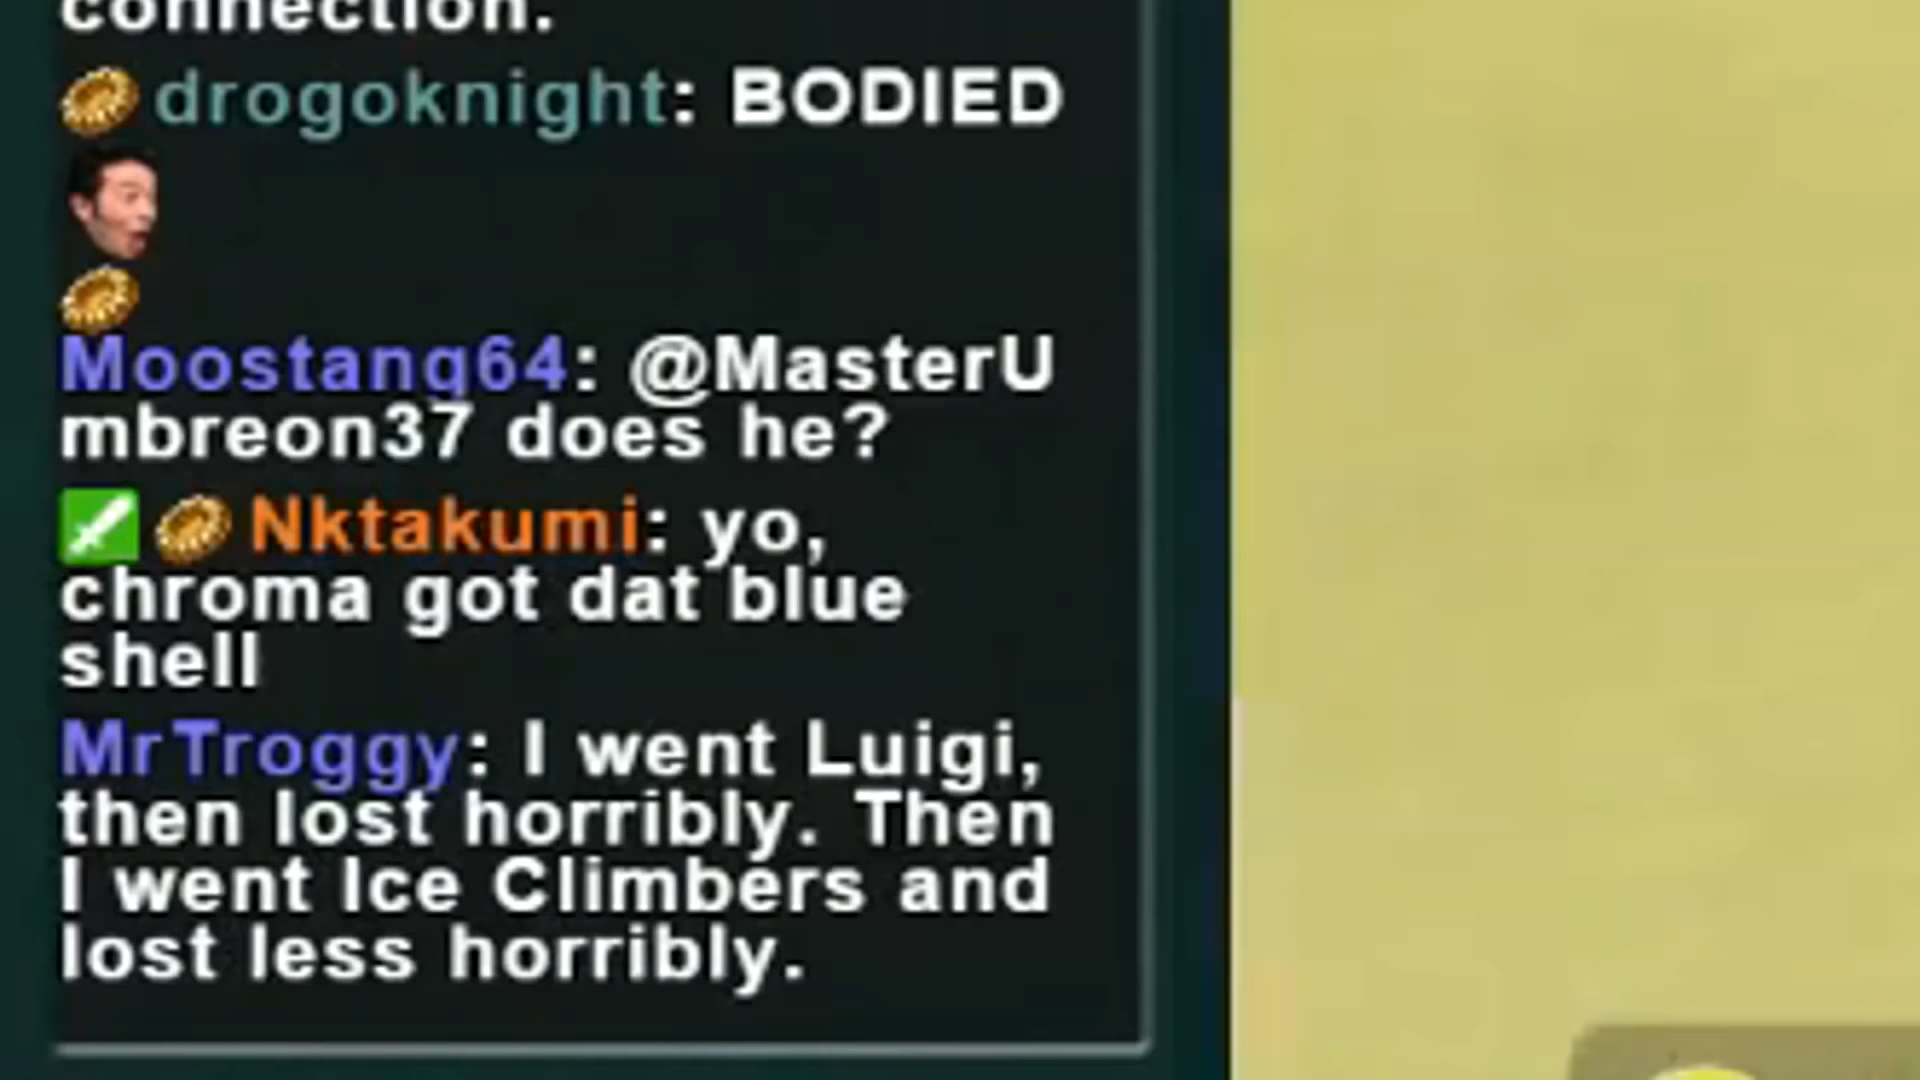 connection.
drogoknight: BODIED
Moostang64: @MasterU
mbreon37 does he?
Nktakumi: yo,
chroma got dat blue
shell
MrTroggy: I went Luigi,
then lost horribly. Then
I went Ice Climbers and
lost less horribly.